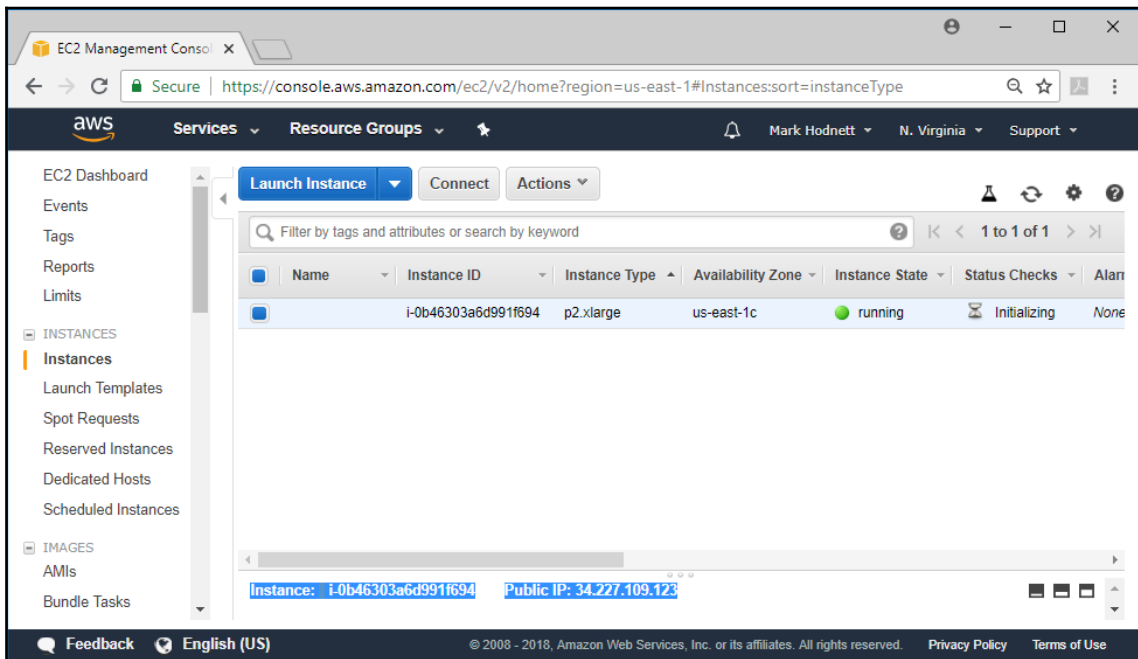 EC2 Management Consol
Secure https://console.aws.amazon.com/ec2/v2/home?region=us-east-1#Instances:sort=instanceType
aws Services Resource Groups Mark Hodnett N. Virginia Support
EC2 Dashboard
Events
Tags
Reports
Limits
INSTANCES
Instances
Launch Templates
Spot Requests
Reserved Instances
Dedicated Hosts
Scheduled Instances
IMAGES
AMIs
Bundle Tasks
Launch Instance Connect Actions
Filter by tags and attributes or search by keyword 1 to 1 of 1
Name Instance ID Instance Type Availability Zone Instance State Status Checks Alarm
i-0b46303a6d991f694 p2.xlarge us-east-1c running Initializing None
Instance: i-0b46303a6d991f694 Public IP: 34.227.109.123
Feedback English (US) © 2008 - 2018, Amazon Web Services, Inc. or its affiliates. All rights reserved. Privacy Policy Terms of Use